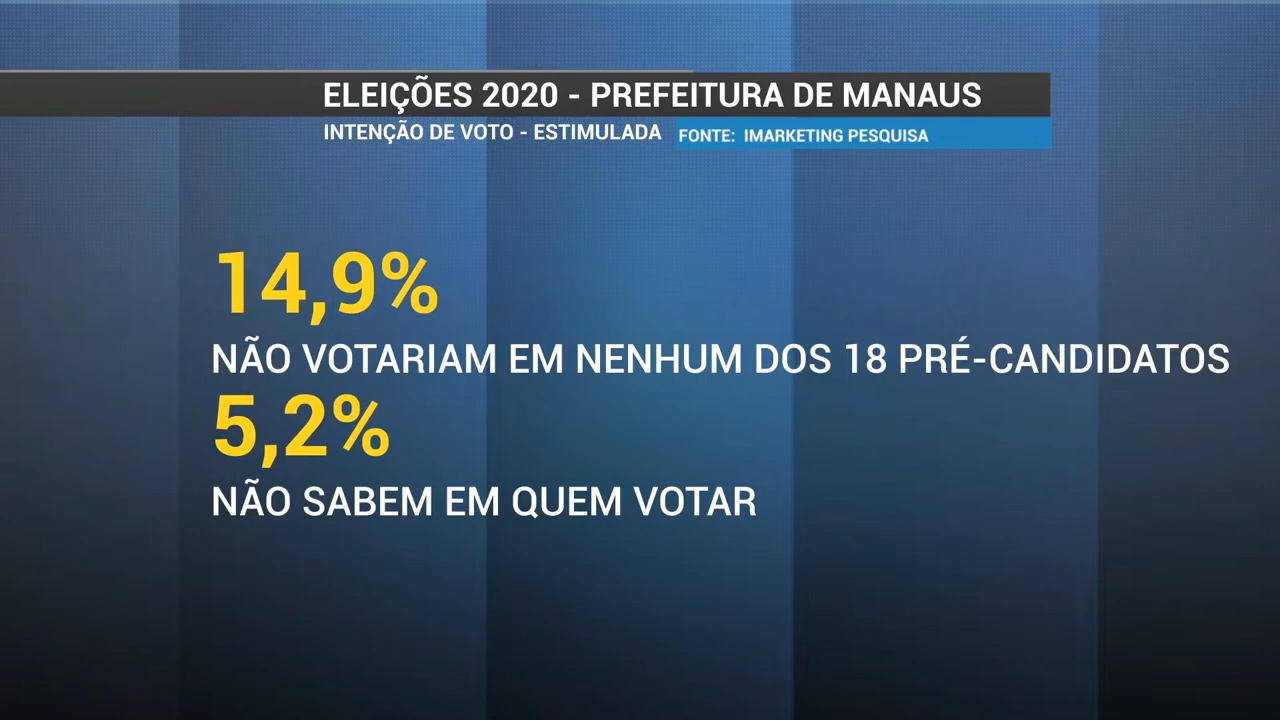 ELEIÇÕES 2020 - PREFEITURA DE MANAUS
INTENÇÃO DE VOTO - ESTIMULADA FONTE: IMARKETING PESQUISA
14,9%
NÃO VOTARIAM EM NENHUM DOS 18 PRÉ-CANDIDATOS
5,2%
NÃO SABEM EM QUEM VOTAR